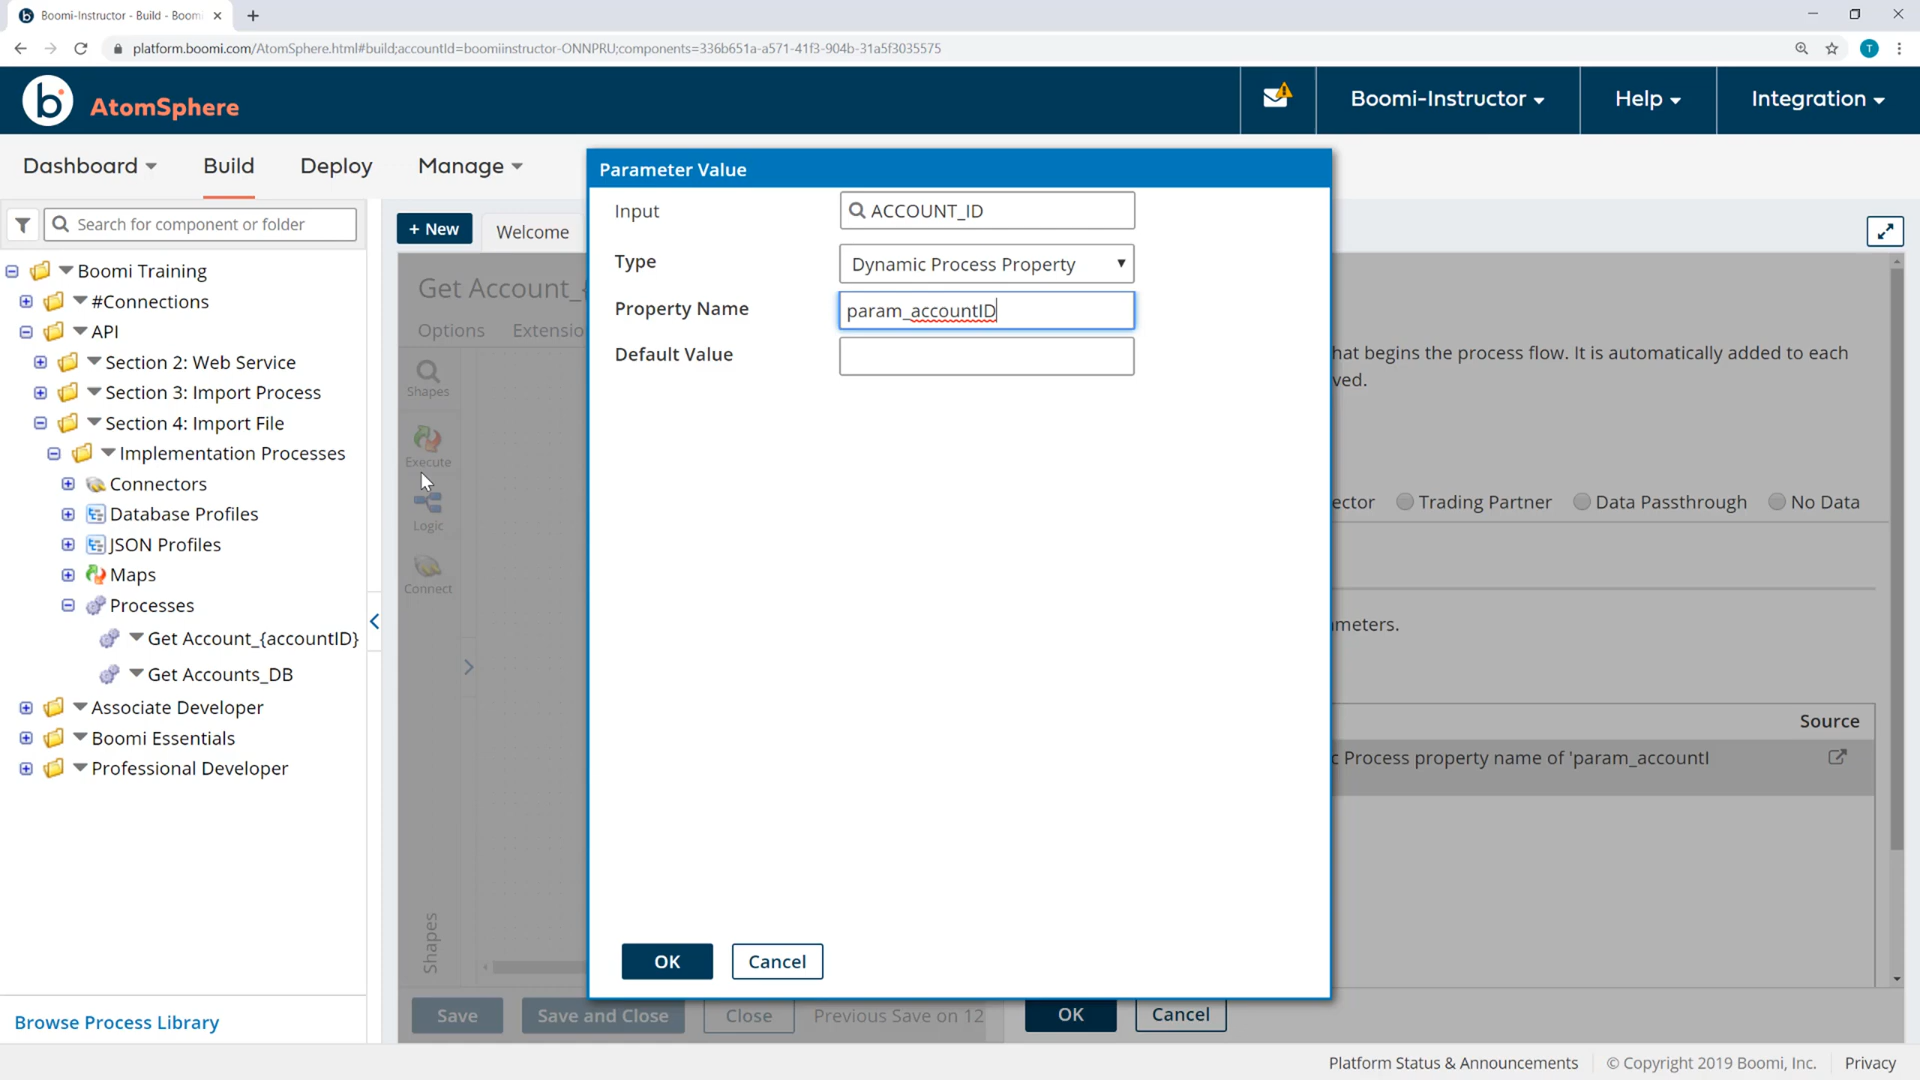 Boomi-Instructor - Build - Boom
platform.boomi.com/AtomSphere.html#build;accountId=boomiinstructor-ONNPRU;components=336b651a-a571-41f3-904b-31a5f3035575
T
b AtomSphere
Boomi-Instructor
Help
Integration
Dashboard
Build
Deploy
Manage
Search for component or folder
Boomi Training
#Connections
API
Section 2: Web Service
Section 3: Import Process
Section 4: Import File
Implementation Processes
Connectors
Database Profiles
JSON Profiles
Maps
Processes
Get Account_{accountID}
Get Accounts_DB
Associate Developer
Boomi Essentials
Professional Developer
Browse Process Library
+ New
Welcome
Get Account_{
Options
Extensio
Shapes
Execute
Logic
Connect
Shapes
Parameter Value
Input
ACCOUNT_ID
Type
Dynamic Process Property
Property Name
param_accountID
Default Value
OK
Cancel
hat begins the process flow. It is automatically added to each
ved.
ector
Trading Partner
Data Passthrough
No Data
meters.
Source
c Process property name of 'param_accountI
Save
Save and Close
Close
Previous Save on 12
OK
Cancel
Platform Status & Announcements
© Copyright 2019 Boomi, Inc.
Privacy